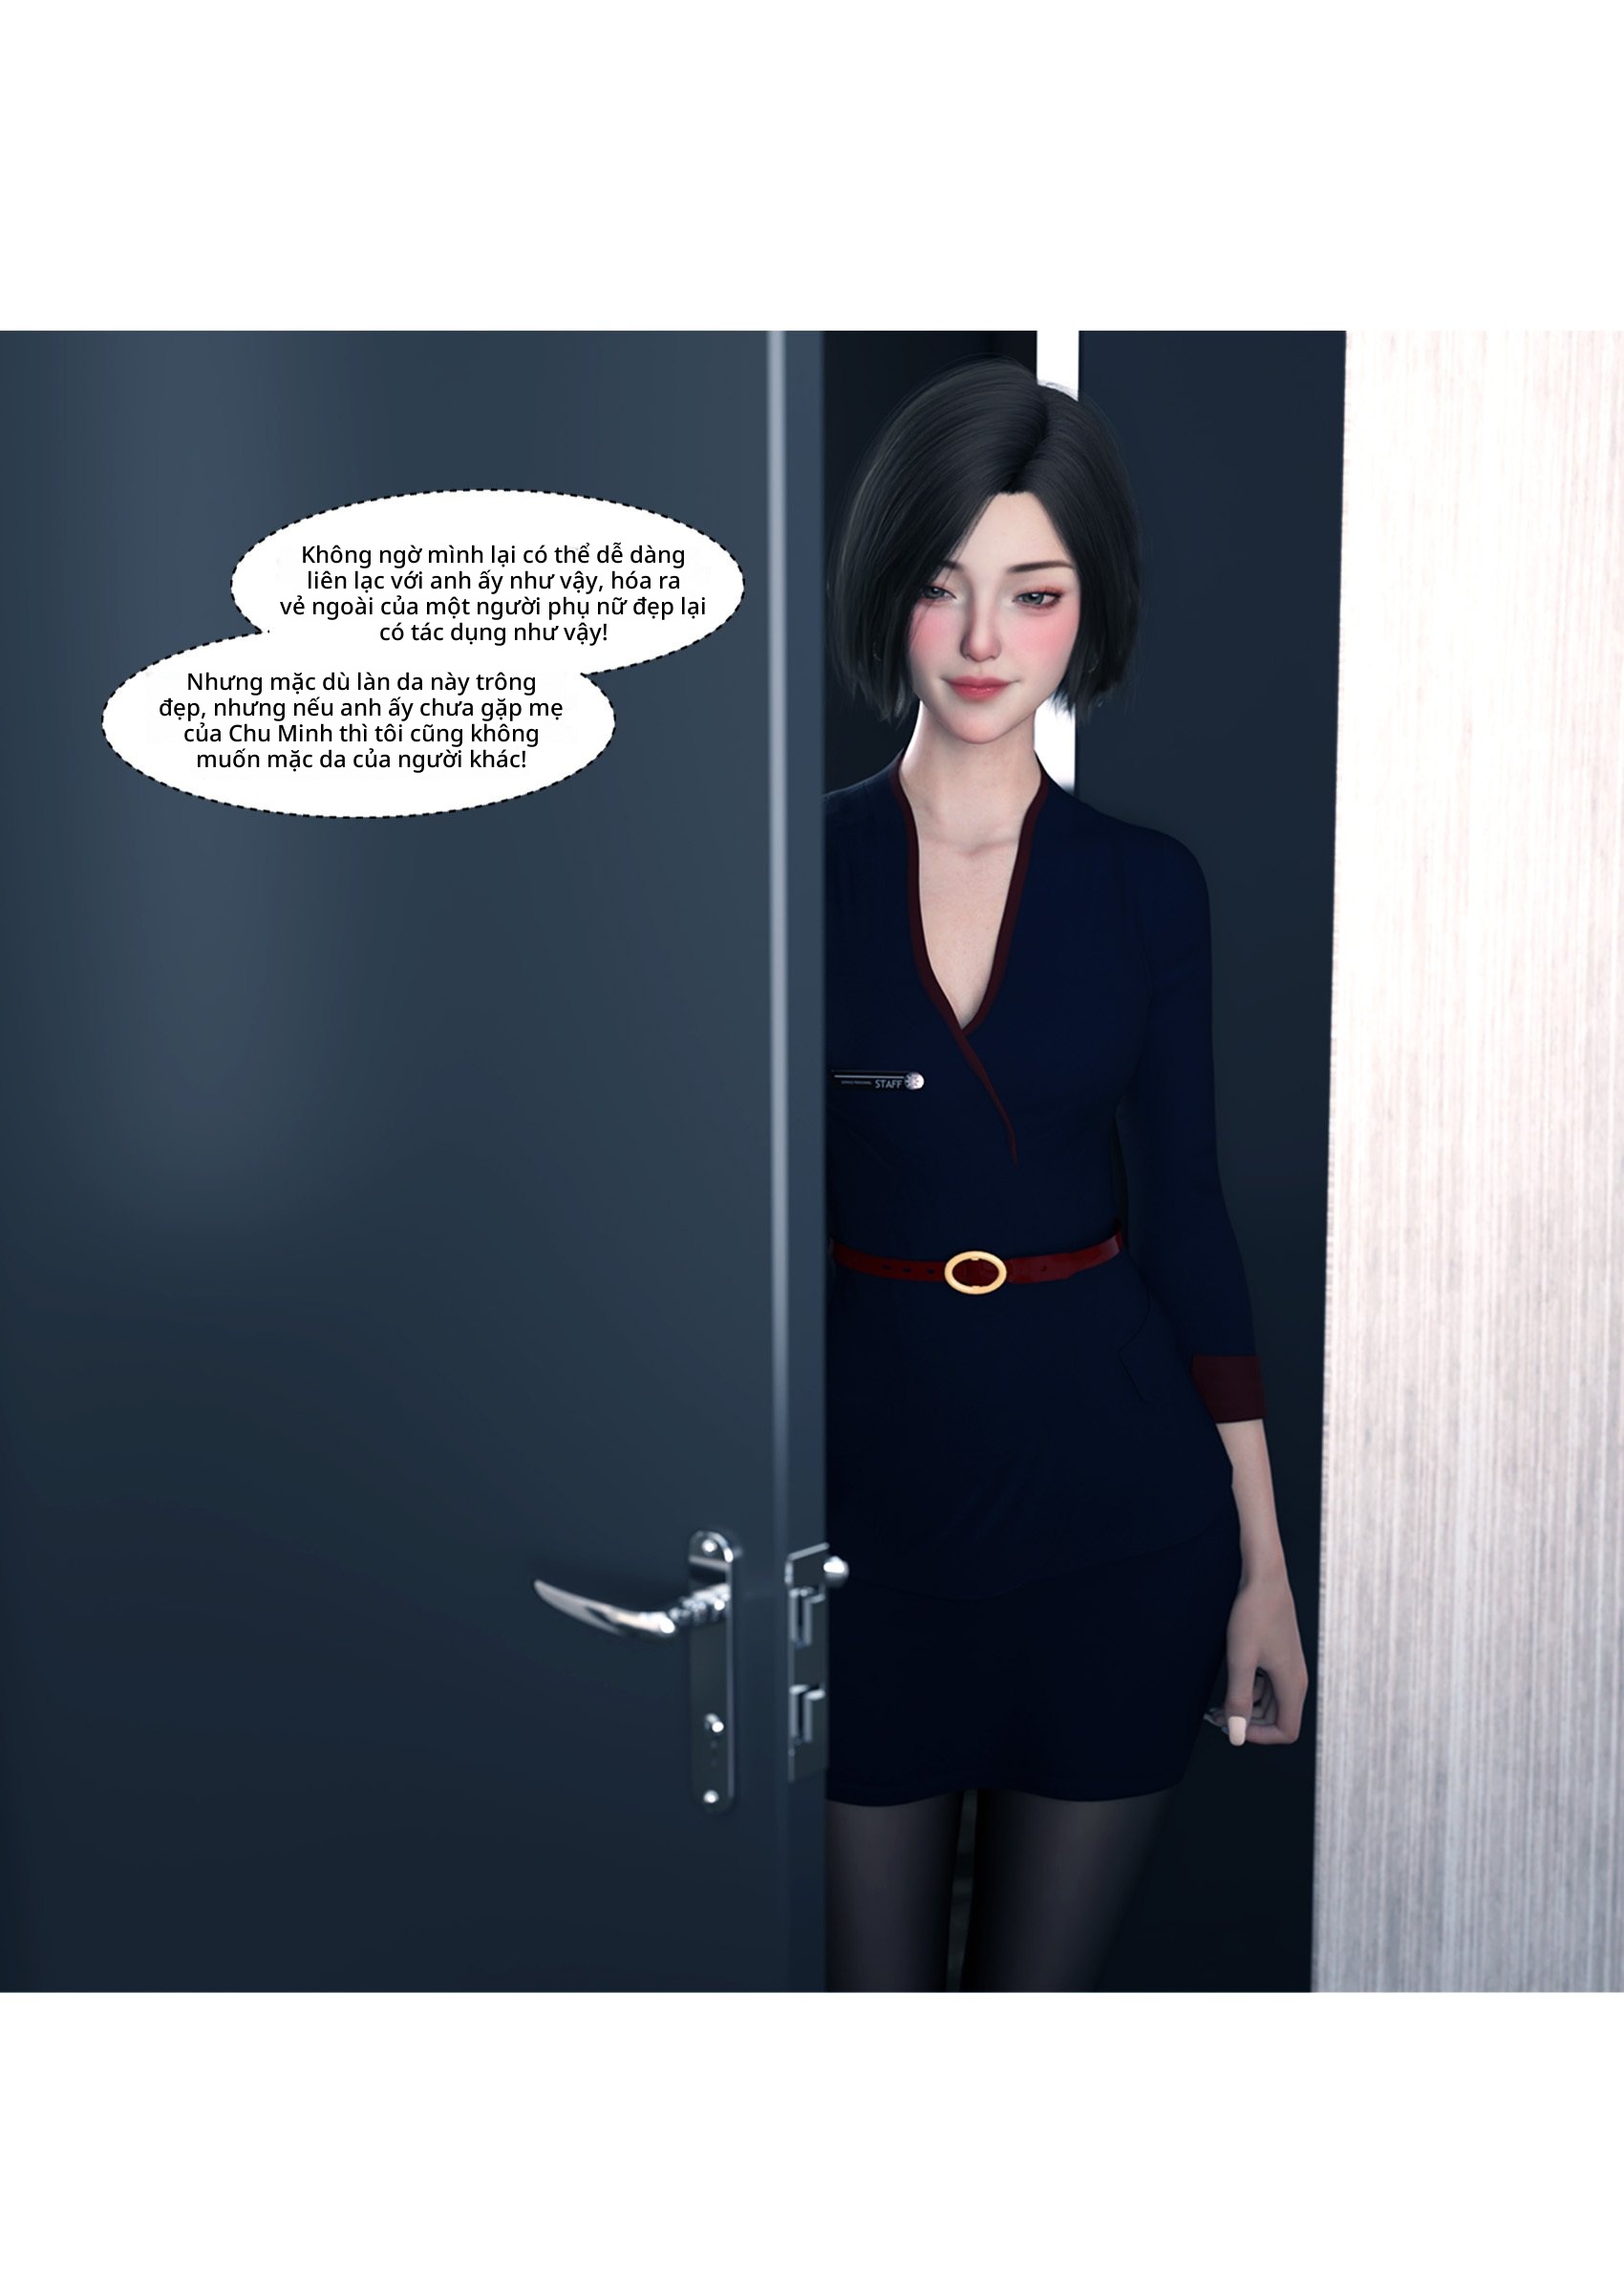 Không ngờ mình lại có thể dễ dàng
liên lạc với anh ấy như vậy, hóa ra
vẻ ngoài của một người phụ nữ đẹp lại
có tác dụng như vậy!
Nhưng mặc dù làn da này trông
đẹp, nhưng nếu anh ấy chưa gặp mẹ
của Chu Minh thì tôi cũng không
muốn mặc da của người khác!
STAFF